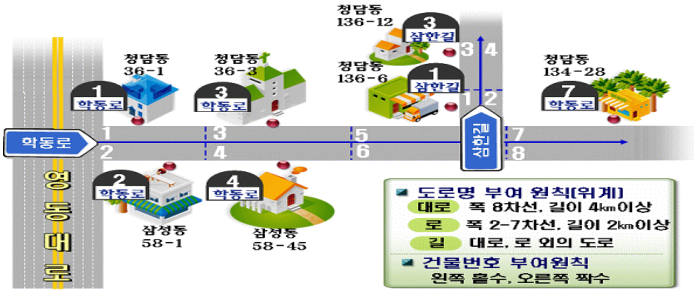 청담동
136-12
3
삼한길
3 4
청담동
36-1
1
학동로
청담동
36-3
3
학동로
청담동
136-6
1
삼한길
1 2
청담동
134-28
7
학동로
학동로
1 3 5 7
2 4 6 8
삼한길
영동대로
2
학동로
삼성동
58-1
4
학동로
삼성동
58-45
도로명 부여 원칙(위계)
대로 폭 8차선, 길이 4km이상
로 폭 2-7차선, 길이 2km이상
길 대로, 로 외의 도로
건물번호 부여원칙
왼쪽 홀수, 오른쪽 짝수